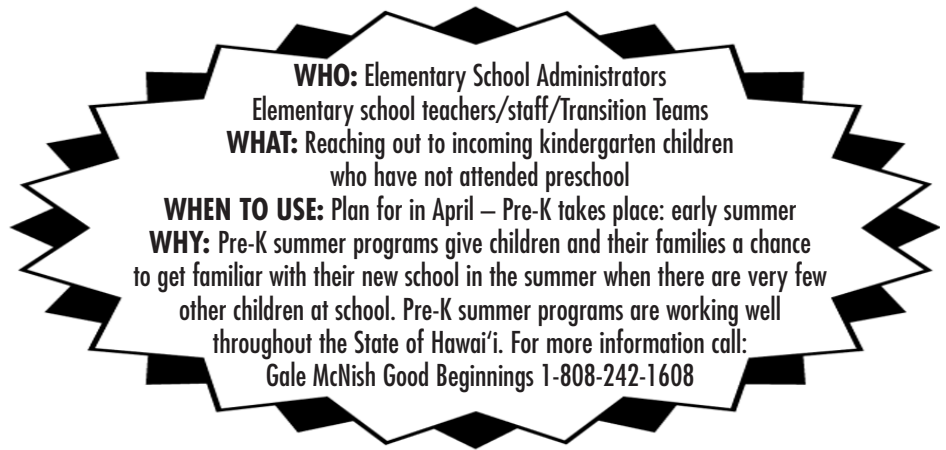 WHO: Elementary School Administrators
Elementary school teachers/staff/Transition Teams
WHAT: Reaching out to incoming kindergarten children
who have not attended preschool
WHEN TO USE: Plan for in April – Pre-K takes place: early summer
WHY: Pre-K summer programs give children and their families a chance
to get familiar with their new school in the summer when there are very few
other children at school. Pre-K summer programs are working well
throughout the State of Hawai‘i. For more information call:
Gale McNish Good Beginnings 1-808-242-1608